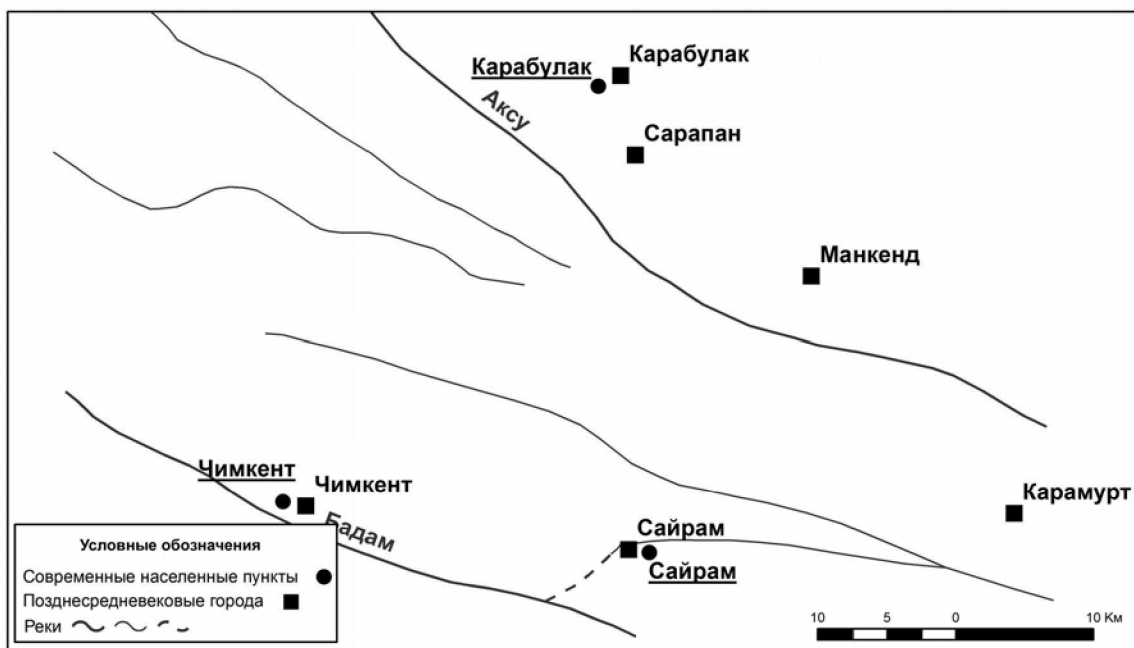 Карабулак
Карабулак
Аксу
Сарапан
Манкенд
Чимкент
Чимкент
Бадам
Карамурт
Сайрам
Сайрам
Условные обозначения
Современные населенные пункты
Позднесредневековые города
Реки
10 5 0 10 Км